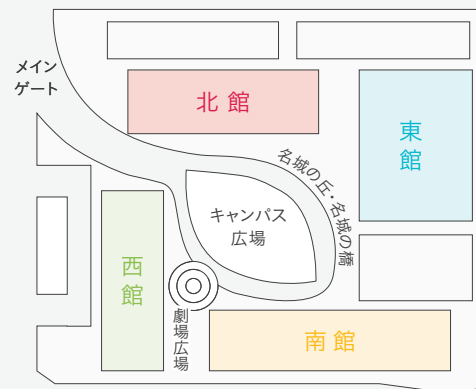 メイン
ゲート
北館
東館
名城の丘・名城の橋
キャンパス
広場
西館
劇場広場
南館